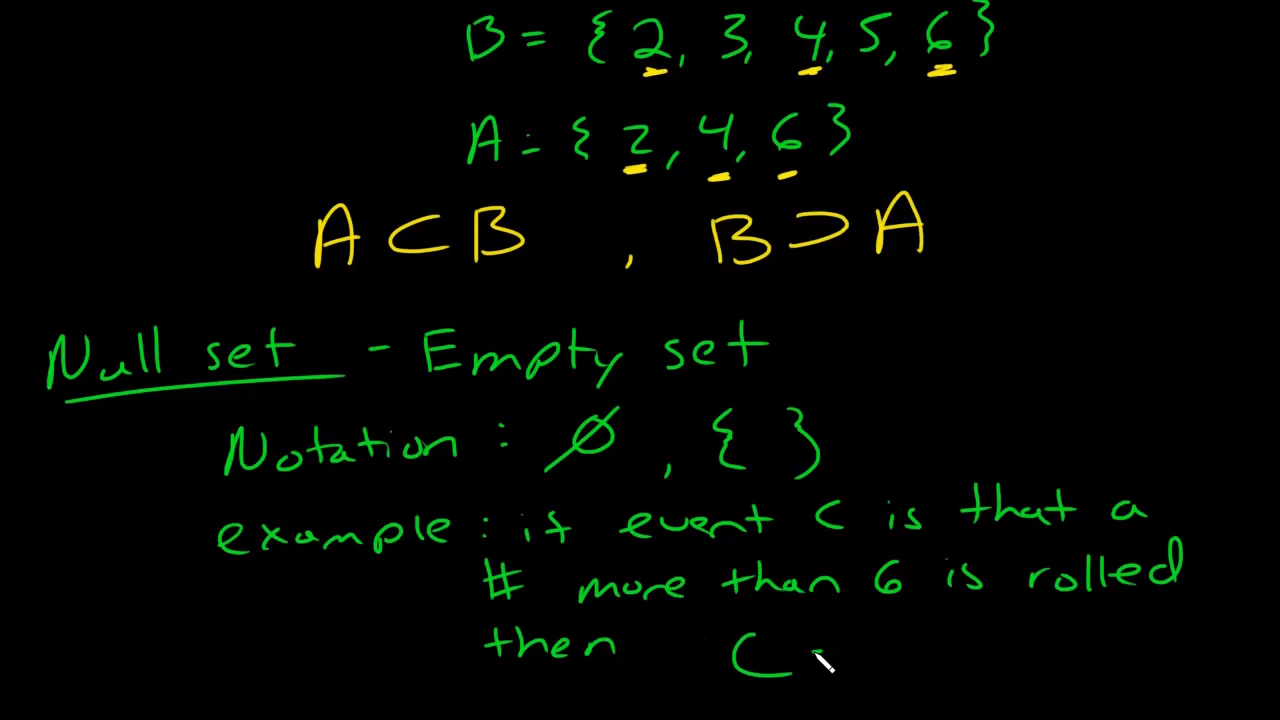 B = { 2, 3, 4, 5, 6 }
A = { 2, 4, 6 }
A ⊂ B , B ⊃ A
Null set - Empty set
Notation : ∅ , { }
example : if event C is that a
# more than 6 is rolled
then C -